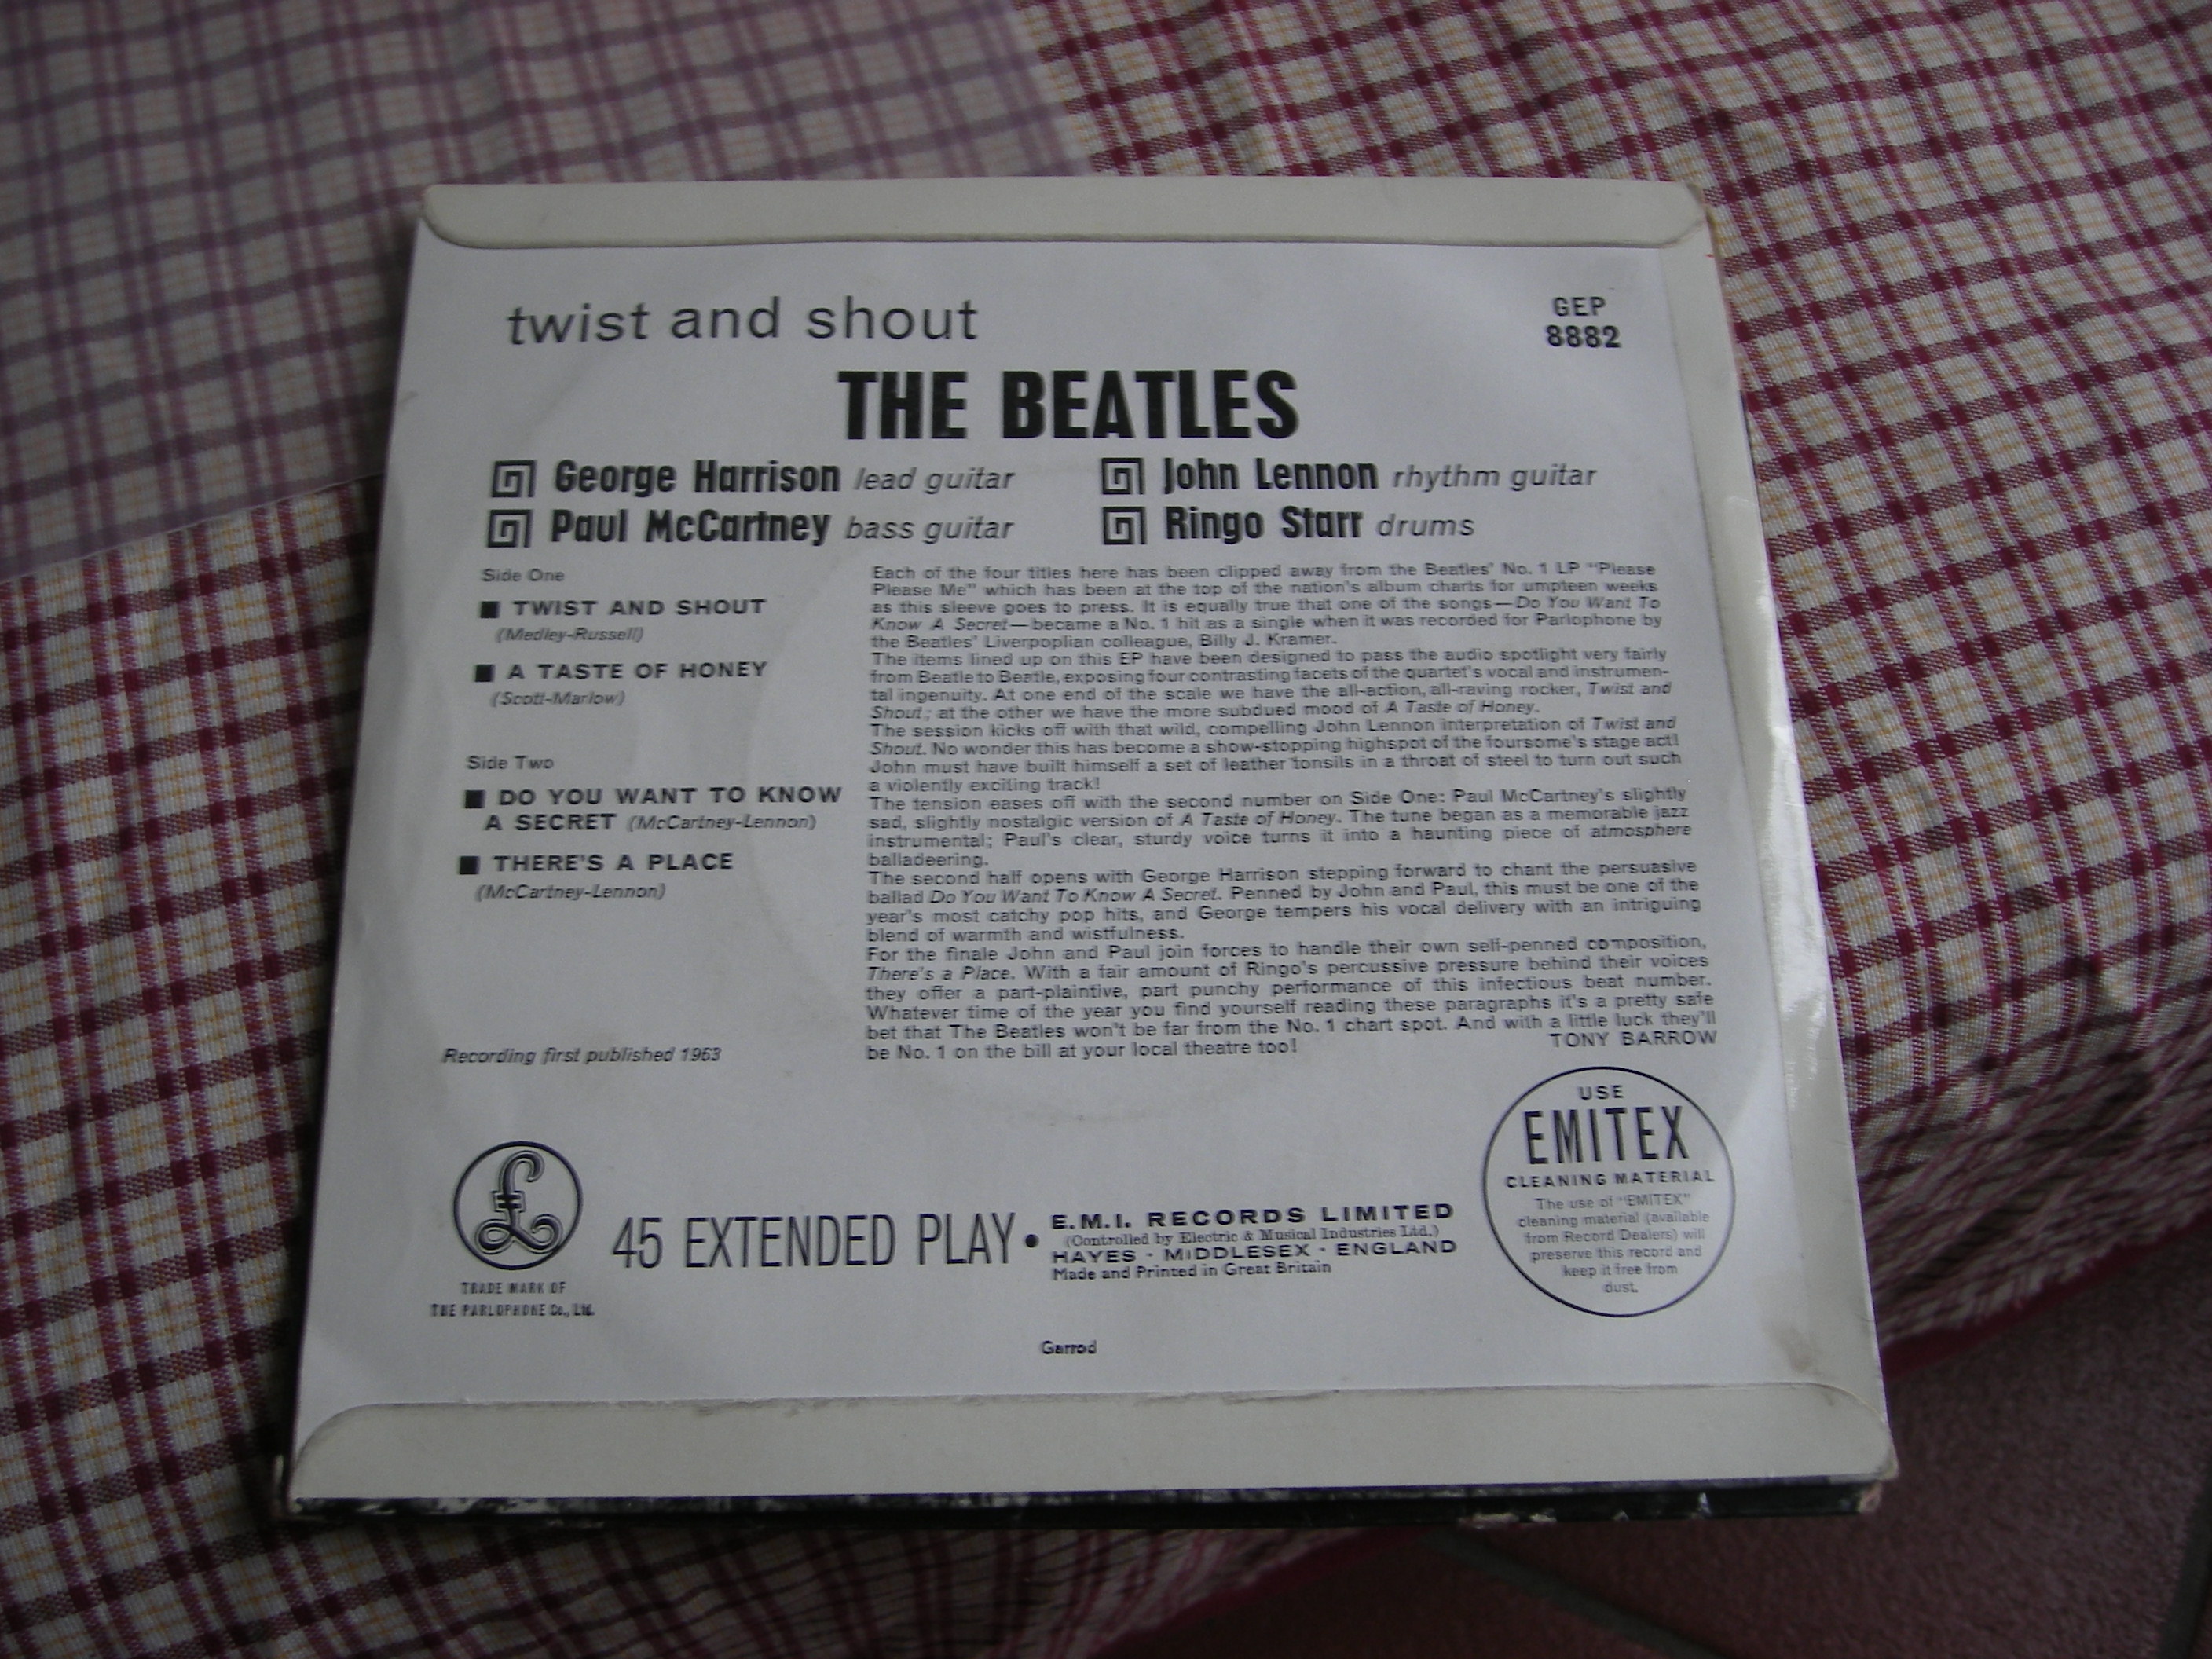 twist and shout
GEP
8882
THE BEATLES
George Harrison lead guitar
John Lennon rhythm guitar
Paul McCartney bass guitar
Ringo Starr drums
Side One
TWIST AND SHOUT
(Medley-Russell)
A TASTE OF HONEY
(Scott-Marlow)
Side Two
DO YOU WANT TO KNOW
A SECRET (McCartney-Lennon)
THERE'S A PLACE
(McCartney-Lennon)
Recording first published 1963
Each of the four titles here has been clipped away from the Beatles' No. 1 LP "Please
Please Me" which has been at the top of the nation's album charts for umpteen weeks
as this sleeve goes to press. It is equally true that one of the songs—Do You Want To
Know A Secret—became a No. 1 hit as a single when it was recorded for Parlophone by
the Beatles' Liverpoplian colleague, Billy J. Kramer.
The items lined up on this EP have been designed to pass the audio spotlight very fairly
from Beatle to Beatle, exposing four contrasting facets of the quartet's vocal and instrumen-
tal ingenuity. At one end of the scale we have the all-action, all-raving rocker, Twist and
Shout; at the other we have the more subdued mood of A Taste of Honey.
The session kicks off with that wild, compelling John Lennon interpretation of Twist and
Shout. No wonder this has become a show-stopping highspot of the foursome's stage act!
John must have built himself a set of leather tonsils in a throat of steel to turn out such
a violently exciting track!
The tension eases off with the second number on Side One: Paul McCartney's slightly
sad, slightly nostalgic version of A Taste of Honey. The tune began as a memorable jazz
instrumental; Paul's clear, sturdy voice turns it into a haunting piece of atmosphere
balladeering.
The second half opens with George Harrison stepping forward to chant the persuasive
ballad Do You Want To Know A Secret. Penned by John and Paul, this must be one of the
year's most catchy pop hits, and George tempers his vocal delivery with an intriguing
blend of warmth and wistfulness.
For the finale John and Paul join forces to handle their own self-penned composition,
There's a Place. With a fair amount of Ringo's percussive pressure behind their voices
they offer a part-plaintive, part punchy performance of this infectious beat number.
Whatever time of the year you find yourself reading these paragraphs it's a pretty safe
bet that The Beatles won't be far from the No. 1 chart spot. And with a little luck they'll
be No. 1 on the bill at your local theatre too!
TONY BARROW
£
TRADE MARK OF
THE PARLOPHONE Co., Ltd.
45 EXTENDED PLAY •
E.M.I. RECORDS LIMITED
(Controlled by Electric & Musical Industries Ltd.)
HAYES · MIDDLESEX · ENGLAND
Made and Printed in Great Britain
USE
EMITEX
CLEANING MATERIAL
The use of "EMITEX"
cleaning material (available
from Record Dealers) will
preserve this record and
keep it free from
dust.
Garrod